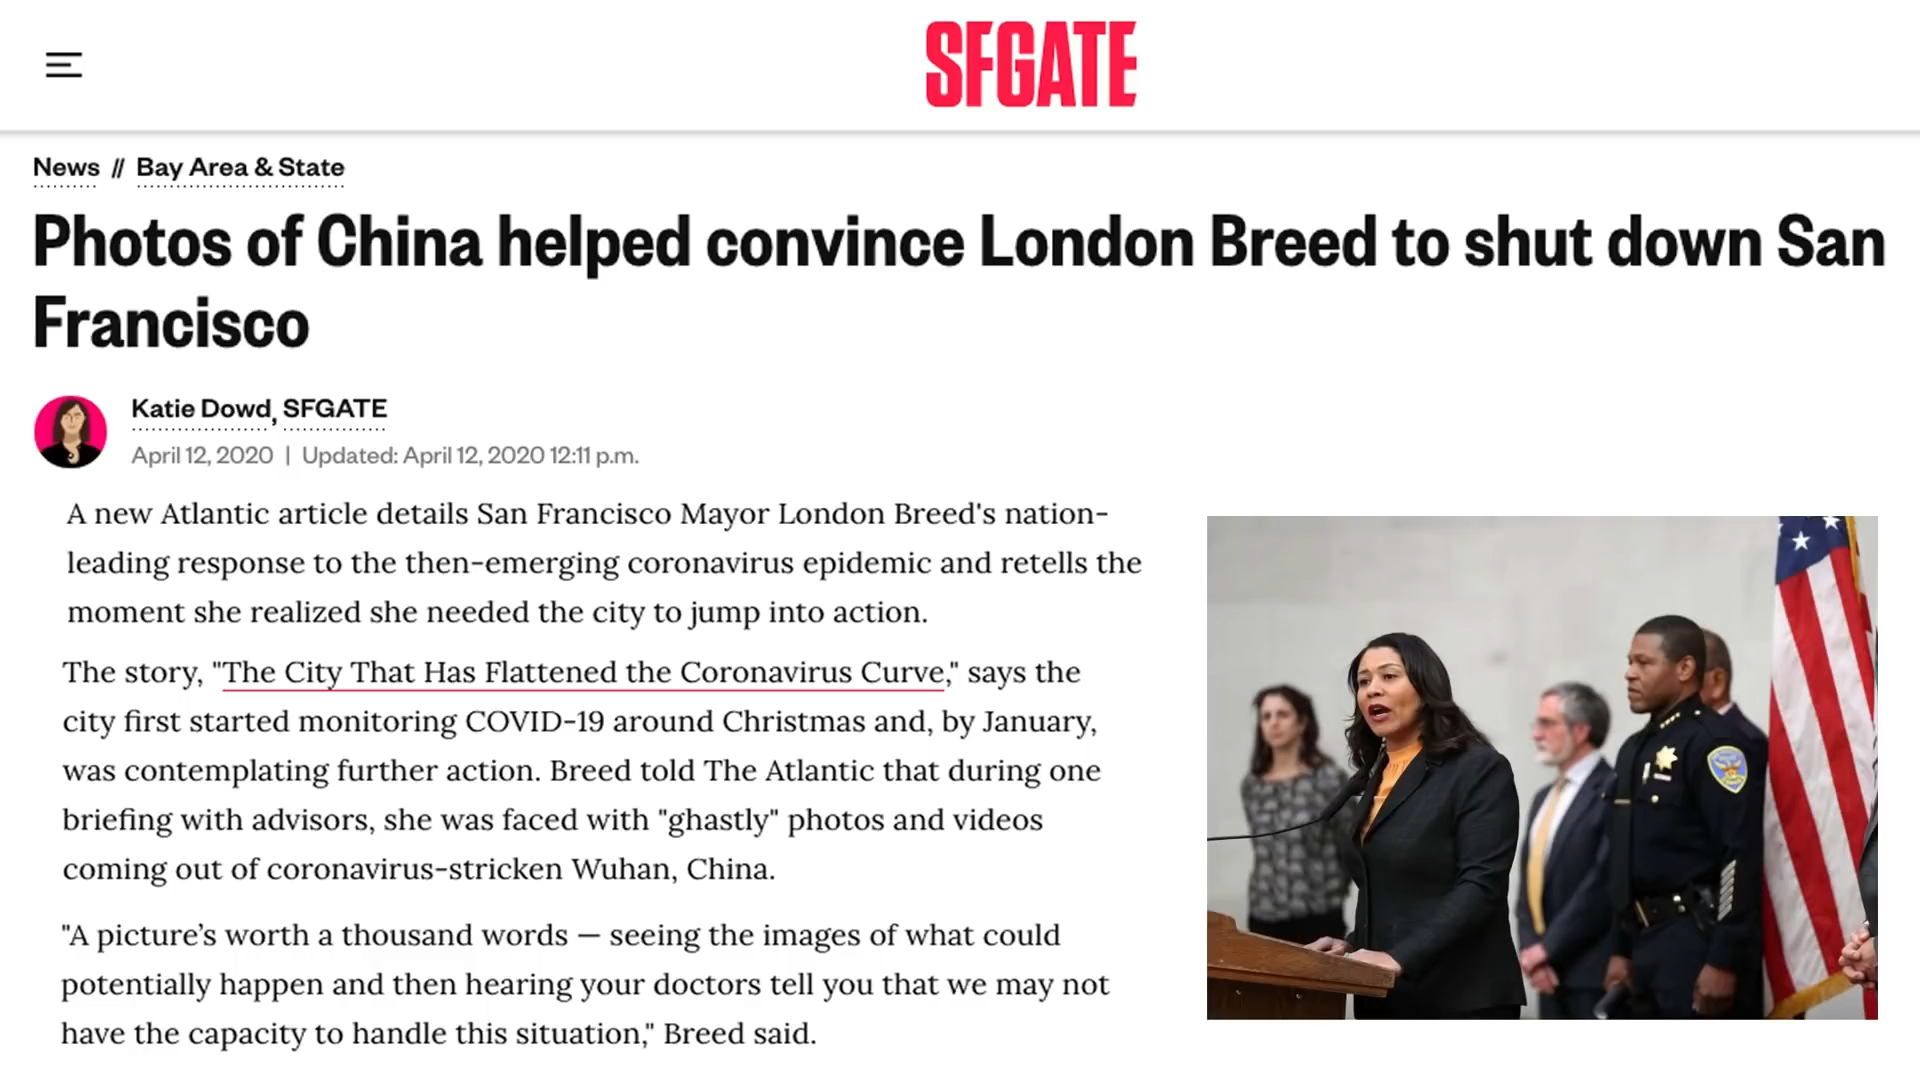 SFGATE
News // Bay Area & State
Photos of China helped convince London Breed to shut down San
Francisco
Katie Dowd, SFGATE
April 12, 2020 | Updated: April 12, 2020 12:11 p.m.
A new Atlantic article details San Francisco Mayor London Breed's nation-
leading response to the then-emerging coronavirus epidemic and retells the
moment she realized she needed the city to jump into action.
The story, "The City That Has Flattened the Coronavirus Curve," says the
city first started monitoring COVID-19 around Christmas and, by January,
was contemplating further action. Breed told The Atlantic that during one
briefing with advisors, she was faced with "ghastly" photos and videos
coming out of coronavirus-stricken Wuhan, China.
"A picture’s worth a thousand words — seeing the images of what could
potentially happen and then hearing your doctors tell you that we may not
have the capacity to handle this situation," Breed said.